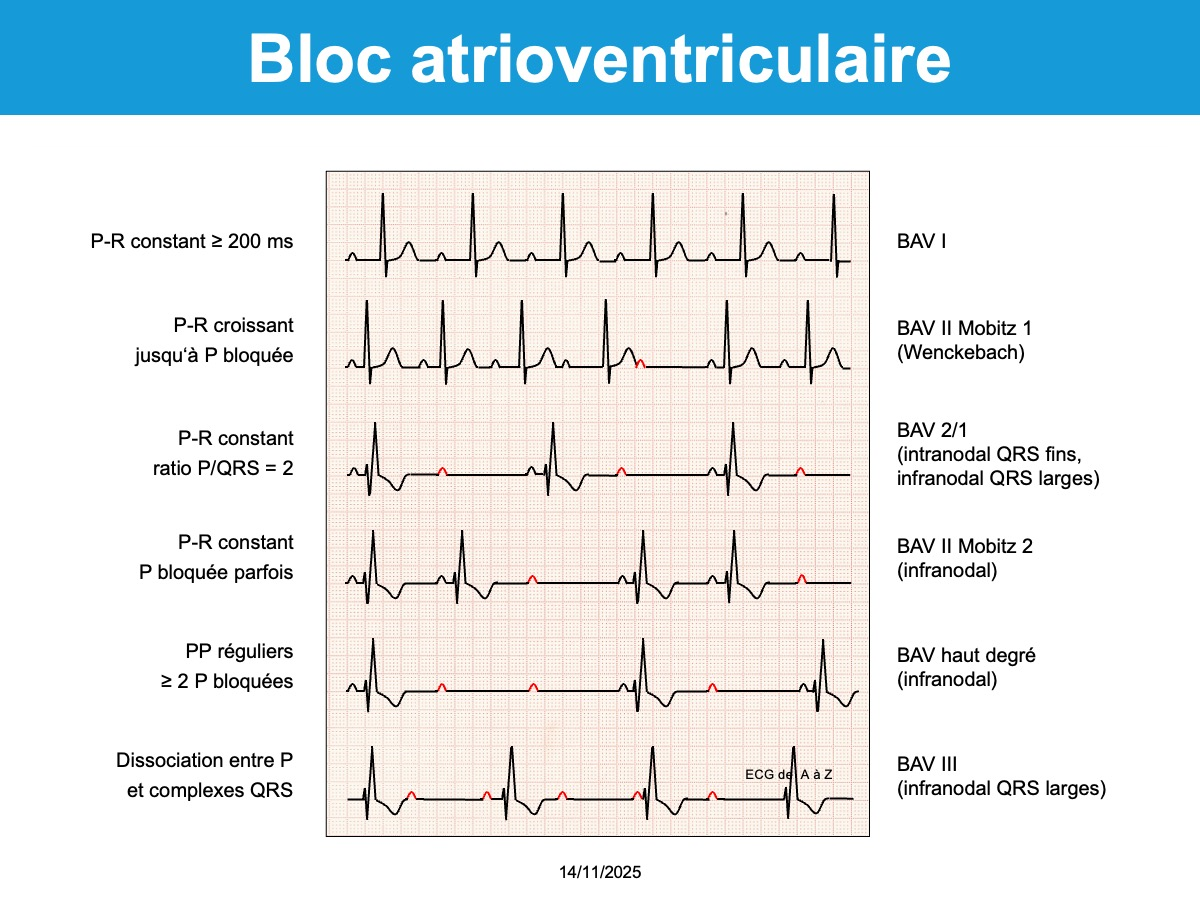 Bloc atrioventriculaire
P-R constant ≥ 200 ms
BAV I
P-R croissant
jusqu‘à P bloquée
BAV II Mobitz 1
(Wenckebach)
P-R constant
ratio P/QRS = 2
BAV 2/1
(intranodal QRS fins,
infranodal QRS larges)
P-R constant
P bloquée parfois
BAV II Mobitz 2
(infranodal)
PP réguliers
≥ 2 P bloquées
BAV haut degré
(infranodal)
Dissociation entre P
et complexes QRS
ECG de A à Z
BAV III
(infranodal QRS larges)
14/11/2025